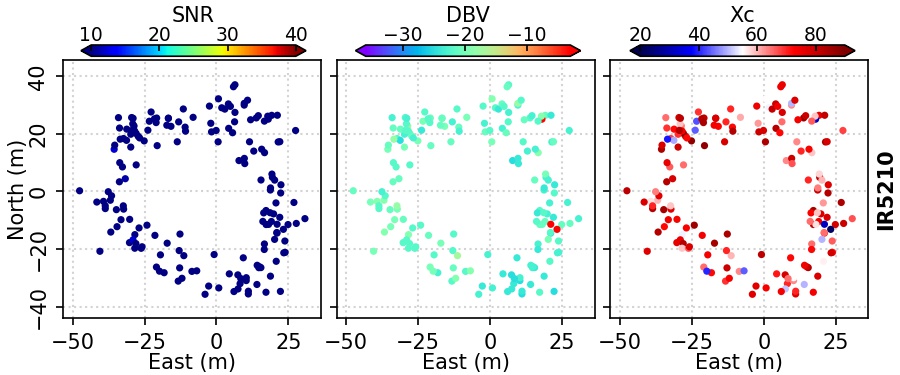 SNR DBV Xc
10 20 30 40 −30 −20 −10 20 40 60 80
40
20
0
−20
−40
North (m)
−50 −25 0 25 −50 −25 0 25 −50 −25 0 25
East (m) East (m) East (m)
IR5210